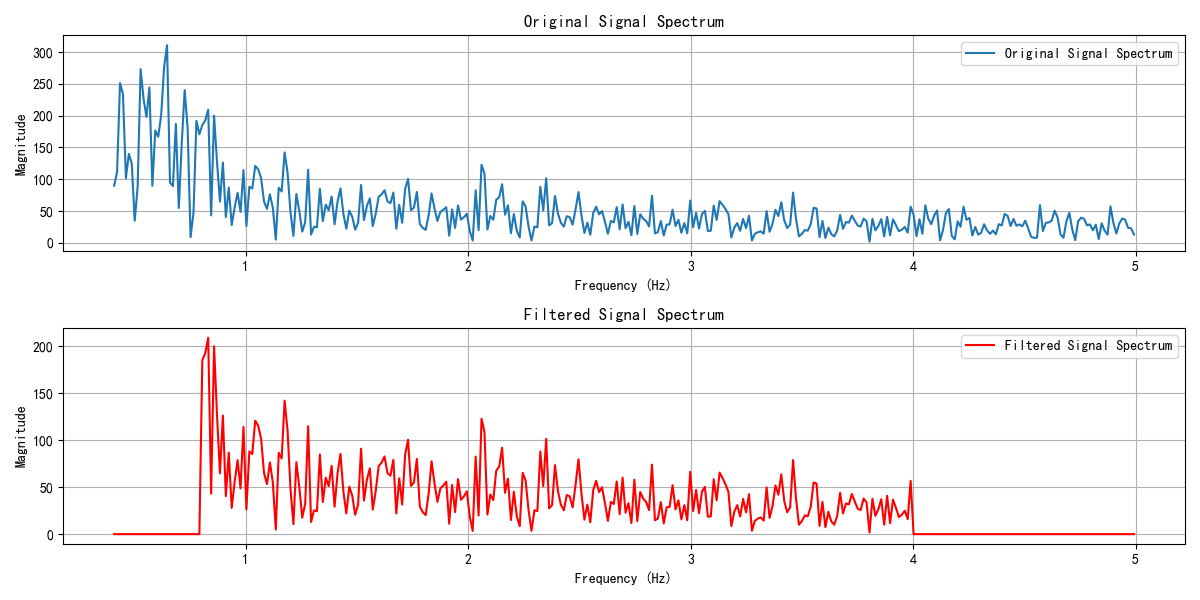 Original Signal Spectrum
300
250
200
150
100
50
0
Magnitude
Original Signal Spectrum
1
2
3
4
5
Frequency (Hz)
Filtered Signal Spectrum
200
150
100
50
0
Magnitude
Filtered Signal Spectrum
1
2
3
4
5
Frequency (Hz)